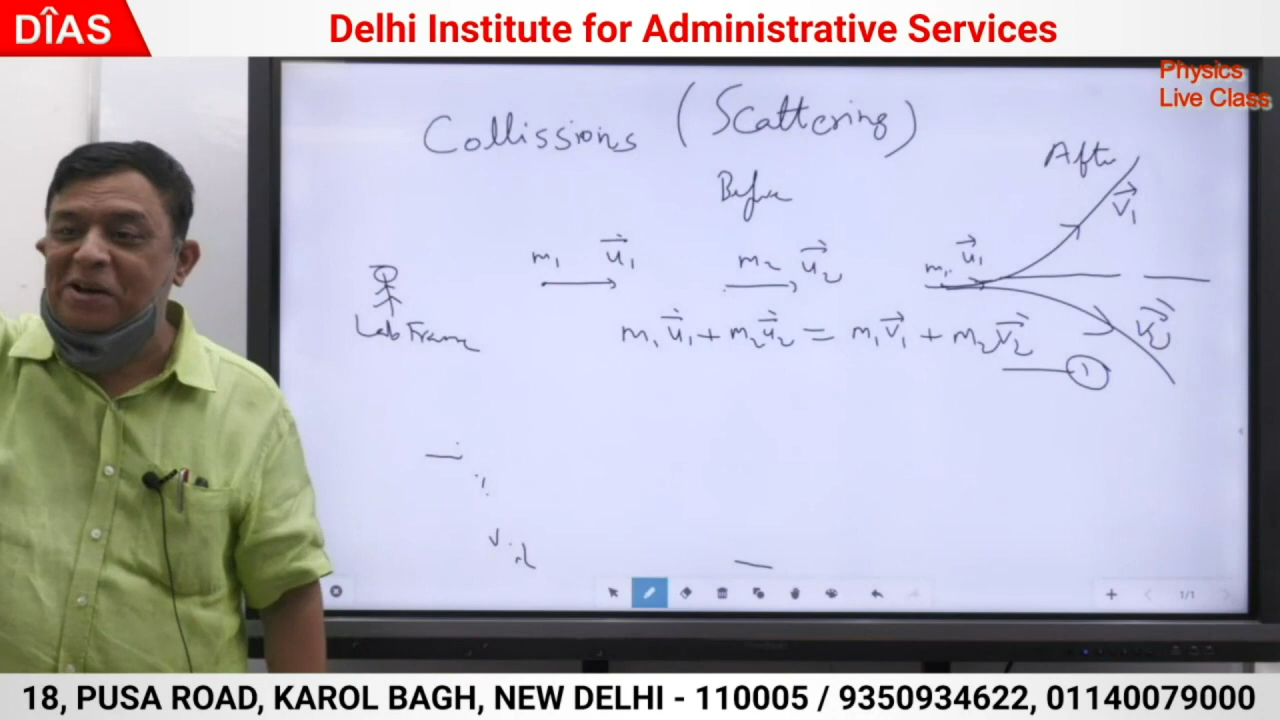 DÎAS
Delhi Institute for Administrative Services
Physics
Live Class
Collissions (Scattering)
Before
After
m₁ u⃗₁
m₂ u⃗₂
m₁ u⃗₁
v⃗₁
v⃗₂
Lab Frame
m₁u⃗₁ + m₂u⃗₂ = m₁v⃗₁ + m₂v⃗₂
—①
1/1
18, PUSA ROAD, KAROL BAGH, NEW DELHI - 110005 / 9350934622, 01140079000